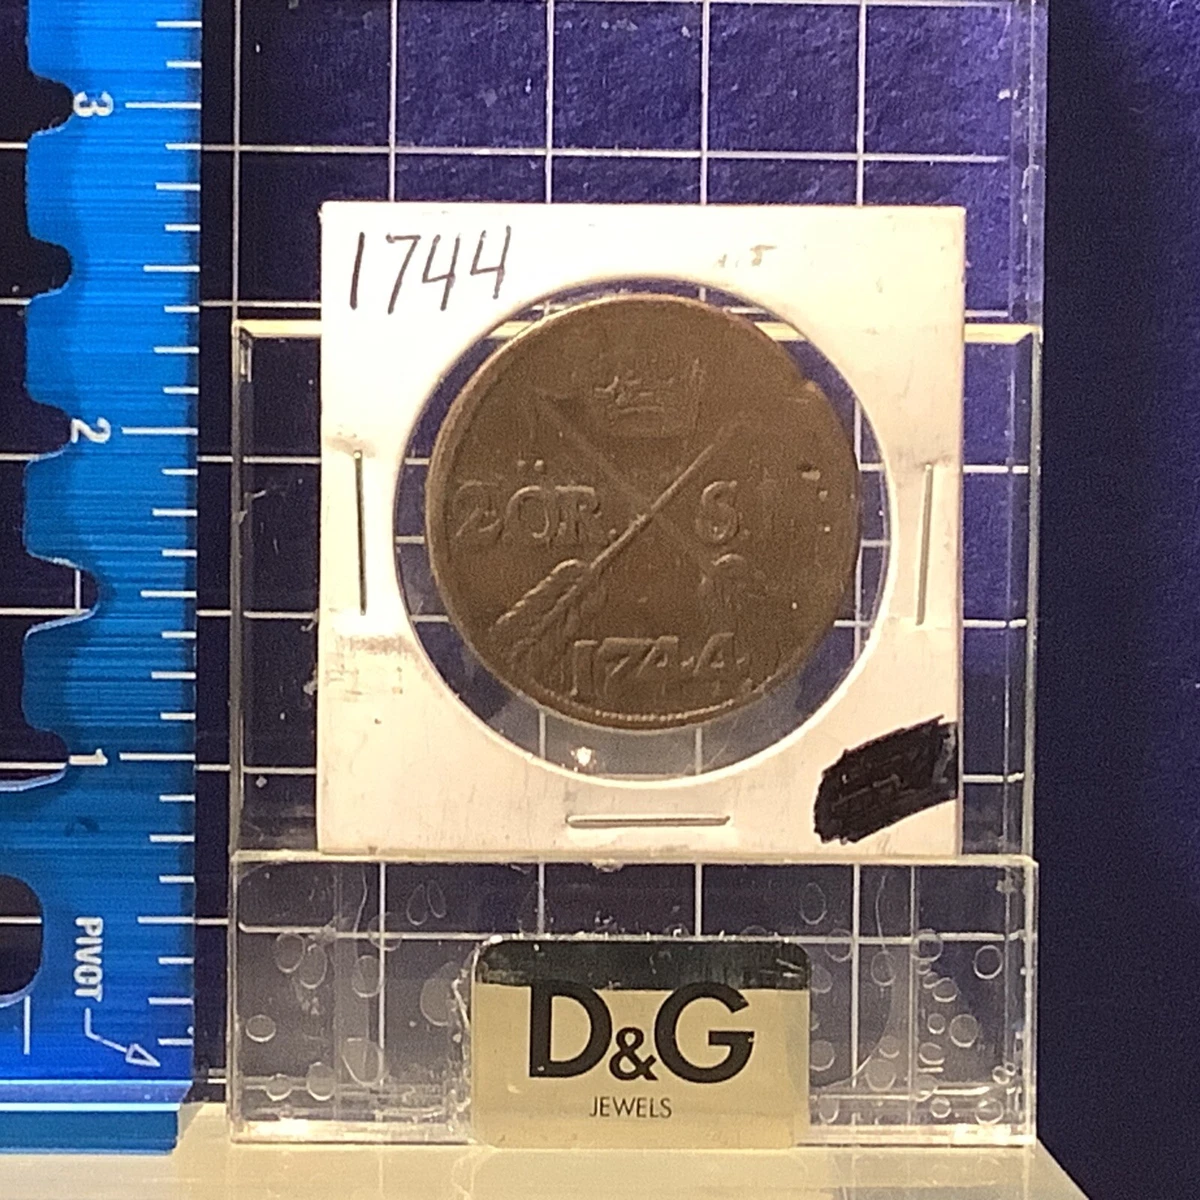 3
2
1
PIVOT
1744
2.ÖR. S.
1744.
D&G
JEWELS